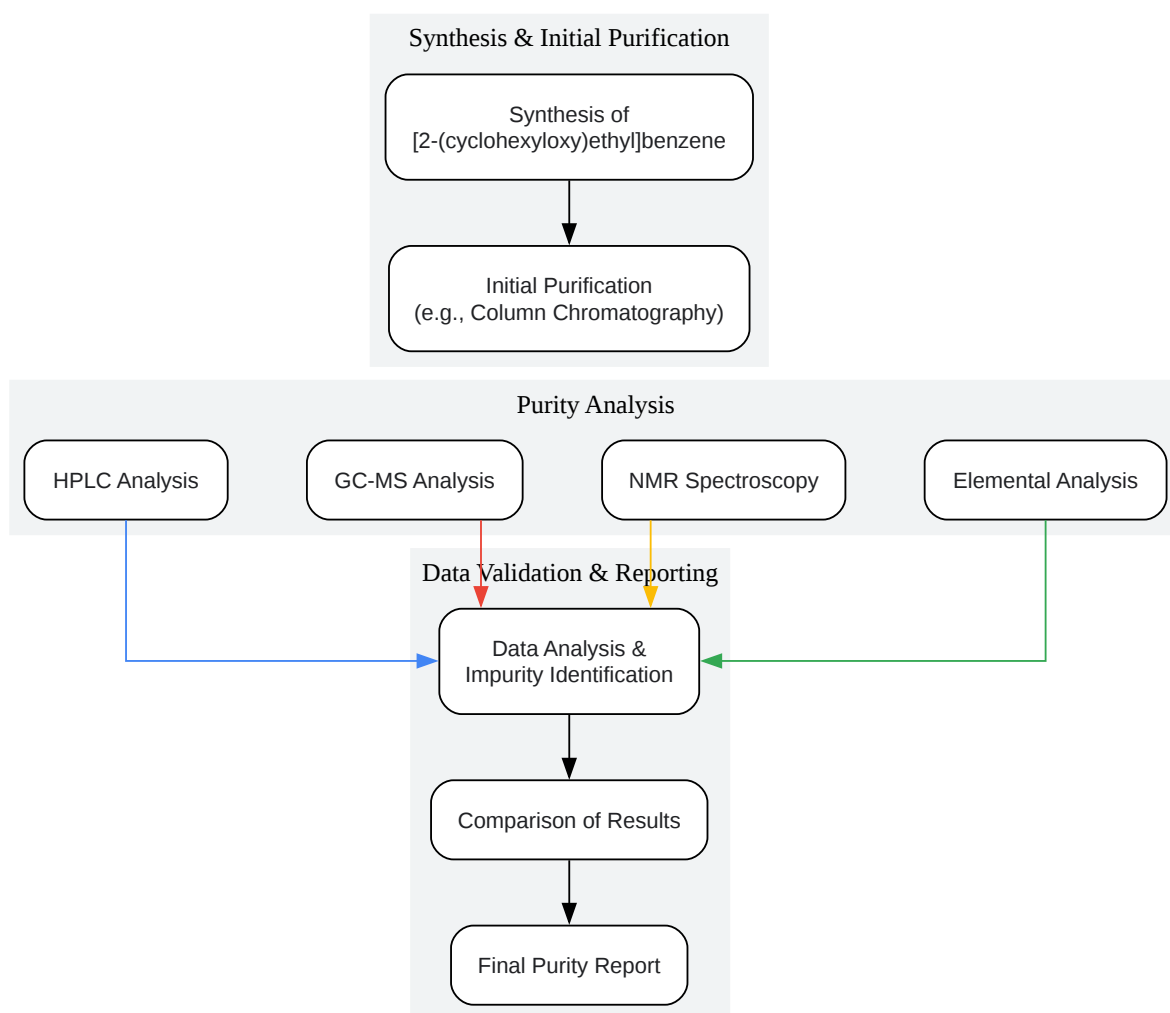 Synthesis & Initial Purification
Synthesis of
[2-(cyclohexyloxy)ethyl]benzene
Initial Purification
(e.g., Column Chromatography)
Purity Analysis
HPLC Analysis
GC-MS Analysis
NMR Spectroscopy
Elemental Analysis
Data Validation & Reporting
Data Analysis &
Impurity Identification
Comparison of Results
Final Purity Report